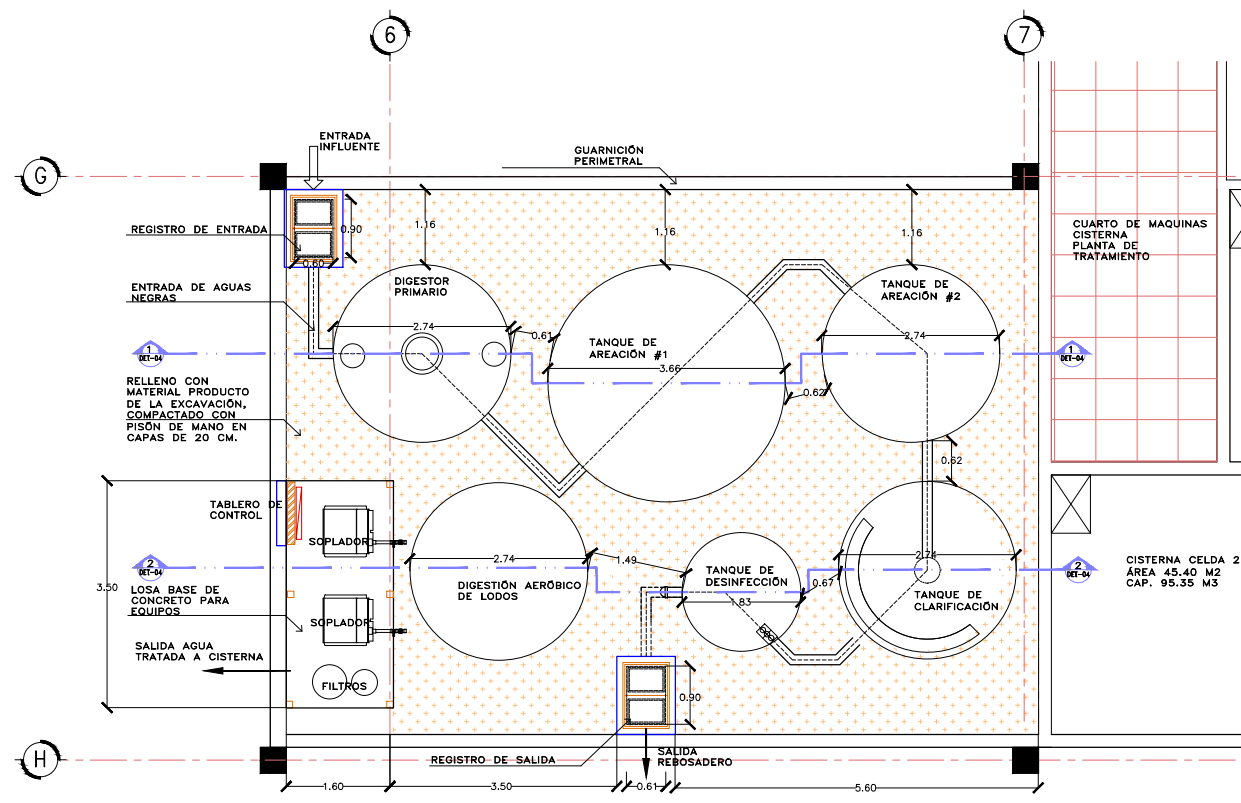 6
7
ENTRADA
INFLUENTE
GUARNICIÓN
PERIMETRAL
G
REGISTRO DE ENTRADA
0.90
1.16
1.16
1.16
CUARTO DE MAQUINAS
CISTERNA
PLANTA DE
TRATAMIENTO
0.60
ENTRADA DE AGUAS
NEGRAS
DIGESTOR
PRIMARIO
TANQUE DE
AREACIÓN #2
2.74
0.61
TANQUE DE
AREACIÓN #1
2.74
1
DET-04
1
DET-04
3.66
0.62
RELLENO CON
MATERIAL PRODUCTO
DE LA EXCAVACIÓN,
COMPACTADO CON
PISÓN DE MANO EN
CAPAS DE 20 CM.
0.62
TABLERO DE
CONTROL
SOPLADOR
2.74
1.49
2.74
2
DET-04
2
DET-04
CISTERNA CELDA 2
ÁREA 45.40 M2
CAP. 95.35 M3
3.50
LOSA BASE DE
CONCRETO PARA
EQUIPOS
DIGESTIÓN AERÓBICO
DE LODOS
TANQUE DE
DESINFECCIÓN
0.67
1.83
TANQUE DE
CLARIFICACIÓN
SOPLADOR
SALIDA AGUA
TRATADA A CISTERNA
FILTROS
0.90
REGISTRO DE SALIDA
SALIDA
REBOSADERO
H
1.60
3.50
0.61
5.60